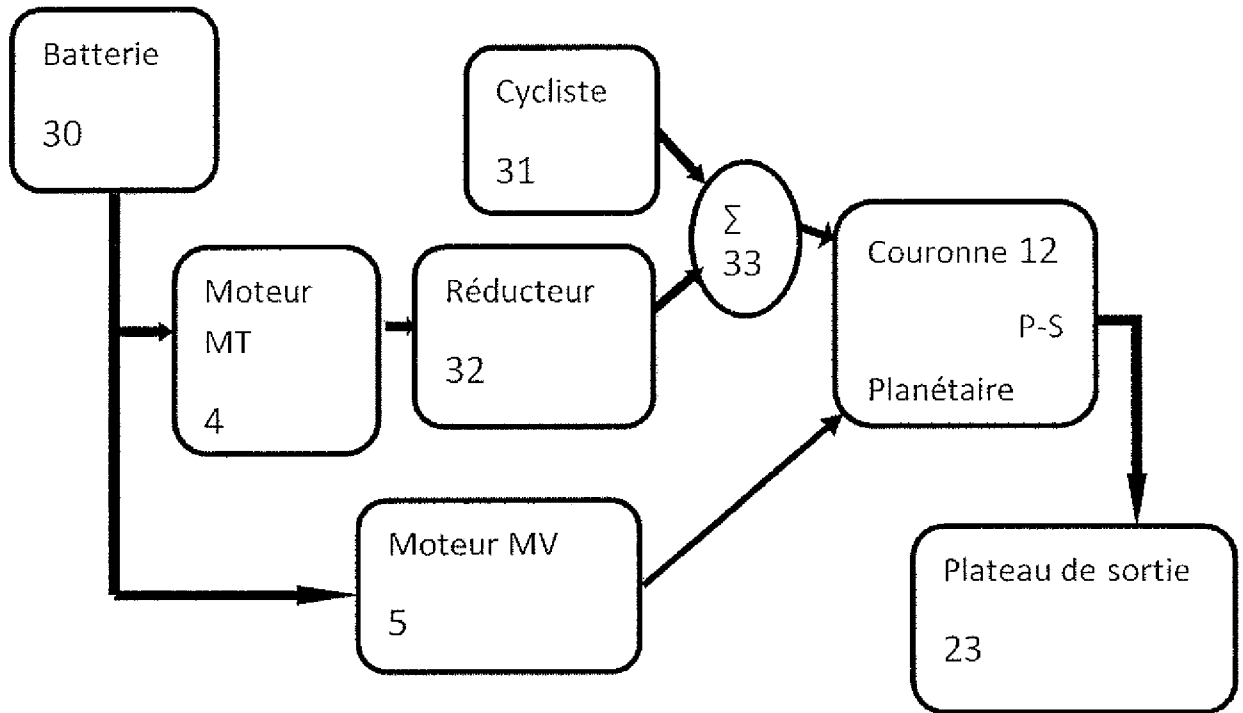 Batterie
30
Cycliste
31
Σ
33
Couronne 12
P-S
Planétaire
Moteur
MT
4
Réducteur
32
Moteur MV
5
Plateau de sortie
23